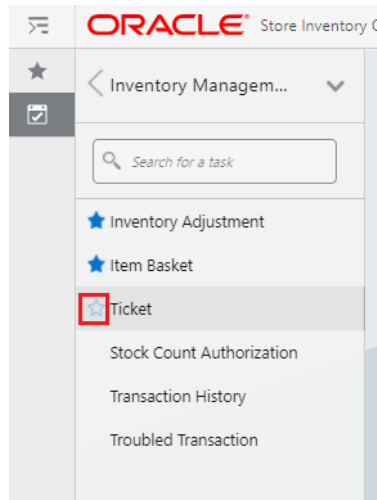 ORACLE® Store Inventory
Inventory Managem...
Search for a task
Inventory Adjustment
Item Basket
Ticket
Stock Count Authorization
Transaction History
Troubled Transaction